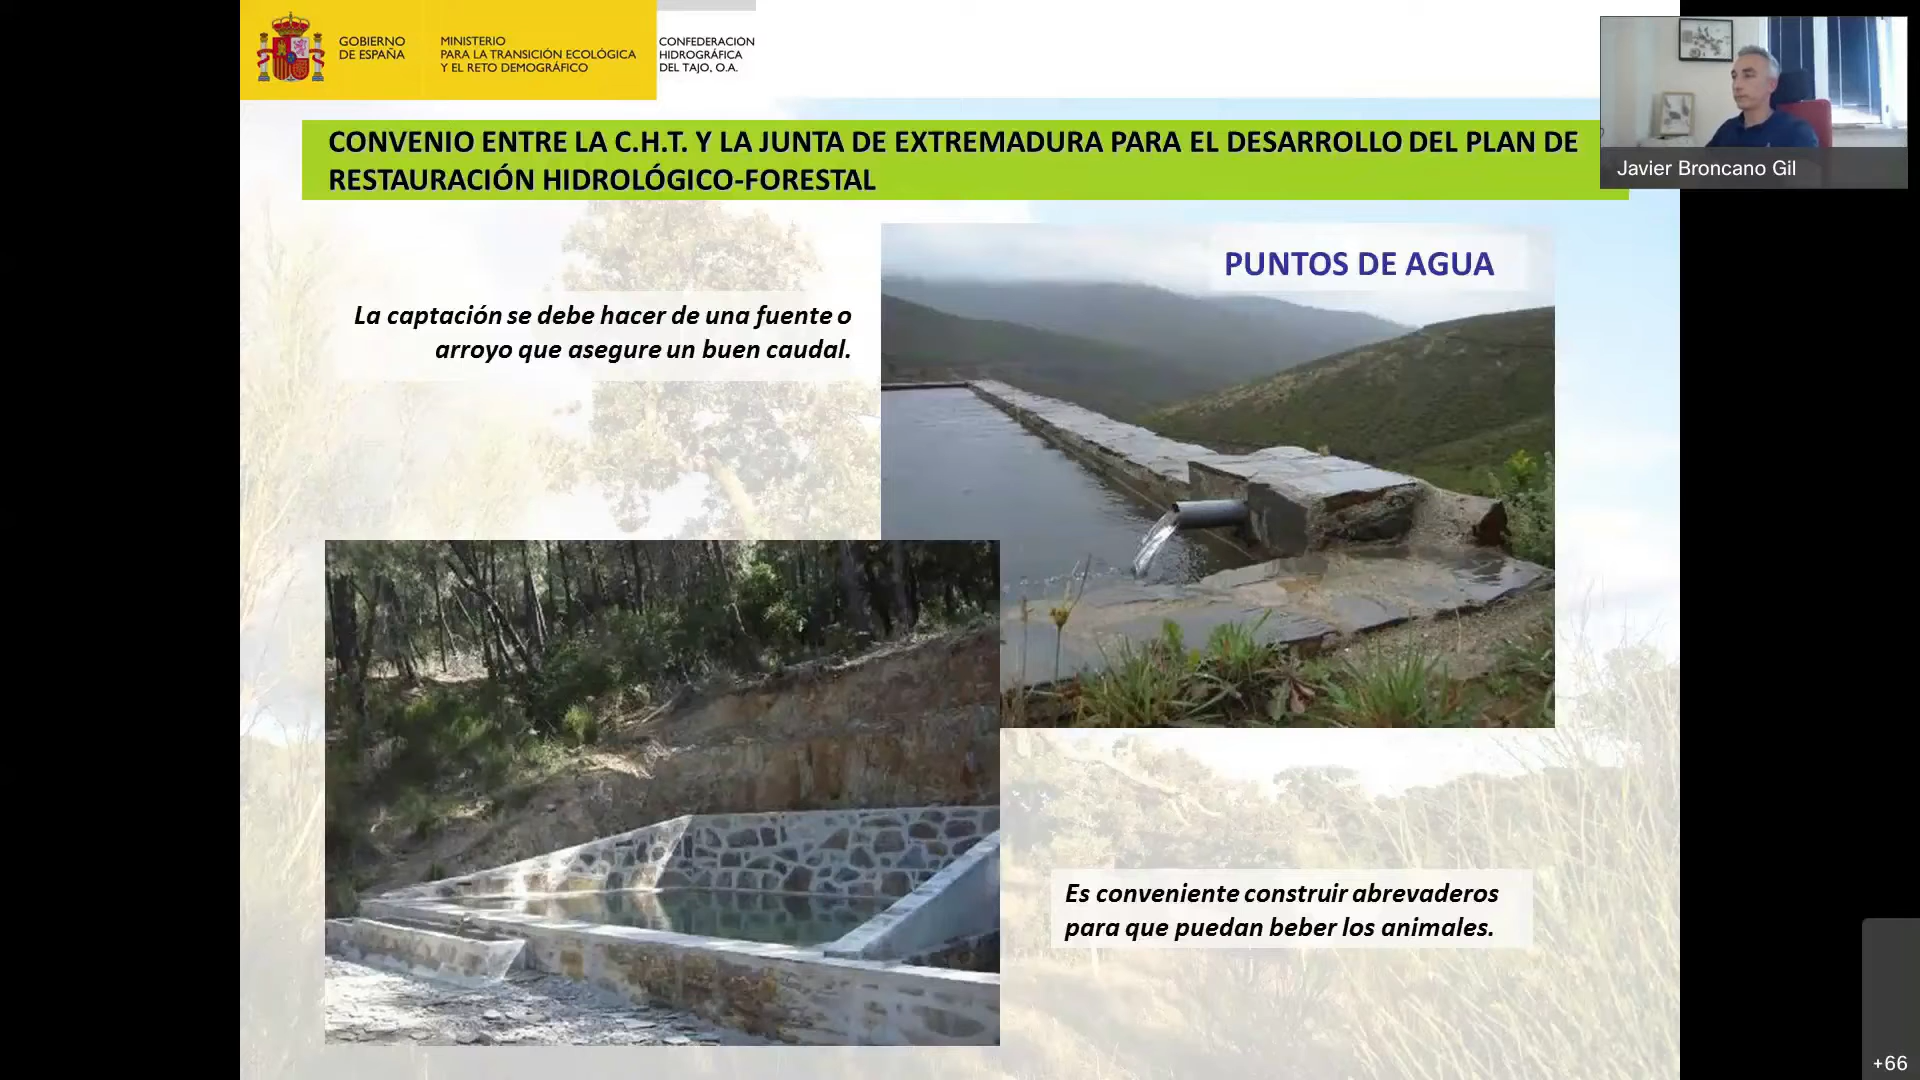 GOBIERNO
DE ESPAÑA
MINISTERIO
PARA LA TRANSICIÓN ECOLÓGICA
Y EL RETO DEMOGRÁFICO
CONFEDERACIÓN
HIDROGRÁFICA
DEL TAJO, O.A.
CONVENIO ENTRE LA C.H.T. Y LA JUNTA DE EXTREMADURA PARA EL DESARROLLO DEL PLAN DE
RESTAURACIÓN HIDROLÓGICO-FORESTAL
Javier Broncano Gil
PUNTOS DE AGUA
La captación se debe hacer de una fuente o
arroyo que asegure un buen caudal.
Es conveniente construir abrevaderos
para que puedan beber los animales.
+66